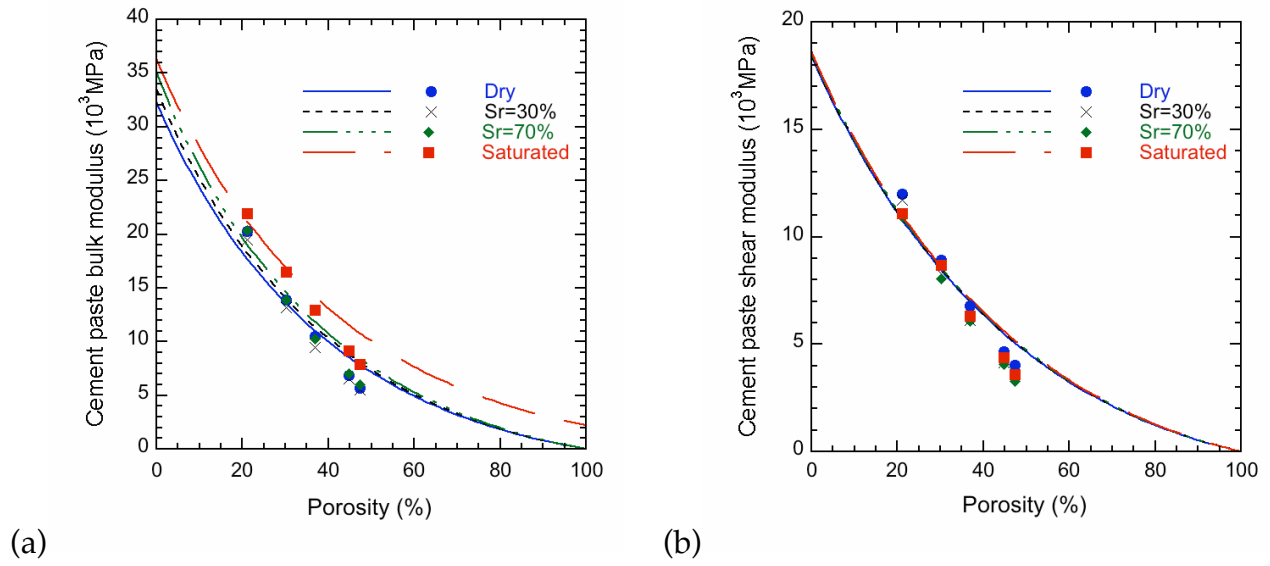 Cement paste bulk modulus (10³MPa)
40
35
30
25
20
15
10
5
0
Dry
Sr=30%
Sr=70%
Saturated
0 20 40 60 80 100
Porosity (%)
(a)
Cement paste shear modulus (10³MPa)
20
15
10
5
0
Dry
Sr=30%
Sr=70%
Saturated
0 20 40 60 80 100
Porosity (%)
(b)